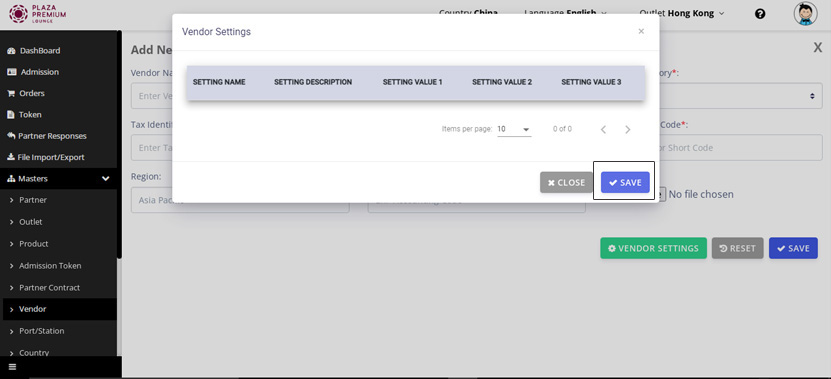 PLAZA PREMIUM LOUNGE
Country China
Language English
Outlet Hong Kong
Vendor Settings
×
SETTING NAME SETTING DESCRIPTION SETTING VALUE 1 SETTING VALUE 2 SETTING VALUE 3
Items per page: 10 0 of 0
CLOSE SAVE
DashBoard
Admission
Orders
Token
Partner Responses
File Import/Export
Masters
Partner
Outlet
Product
Admission Token
Partner Contract
Vendor
Port/Station
Country
Add Ne
X
Vendor Na
ory*:
Enter Ve
Tax Identif
Code*:
Enter Ta
or Short Code
Region:
Asia Pac
No file chosen
VENDOR SETTINGS RESET SAVE